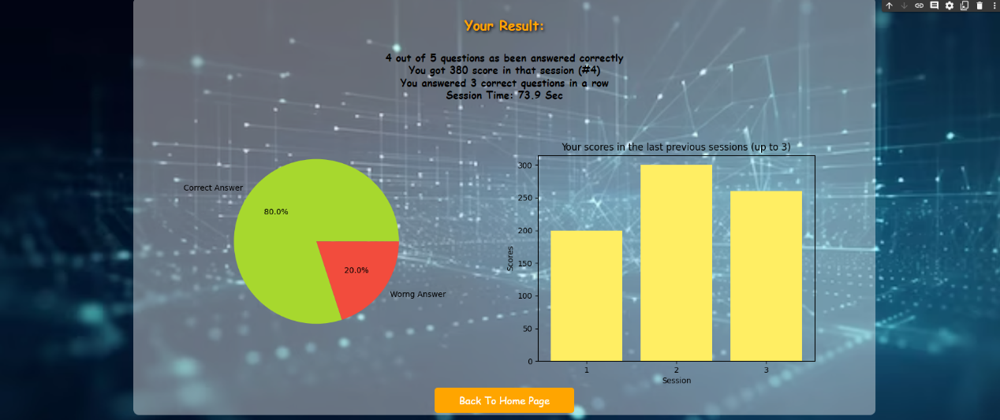 Your Result:
4 out of 5 questions as been answered correctly
You got 380 score in that session (#4)
You answered 3 correct questions in a row
Session Time: 73.9 Sec
Correct Answer
80.0%
20.0%
Worng Answer
Your scores in the last previous sessions (up to 3)
300
250
200
150
100
50
0
Scores
1 2 3
Session
Back To Home Page